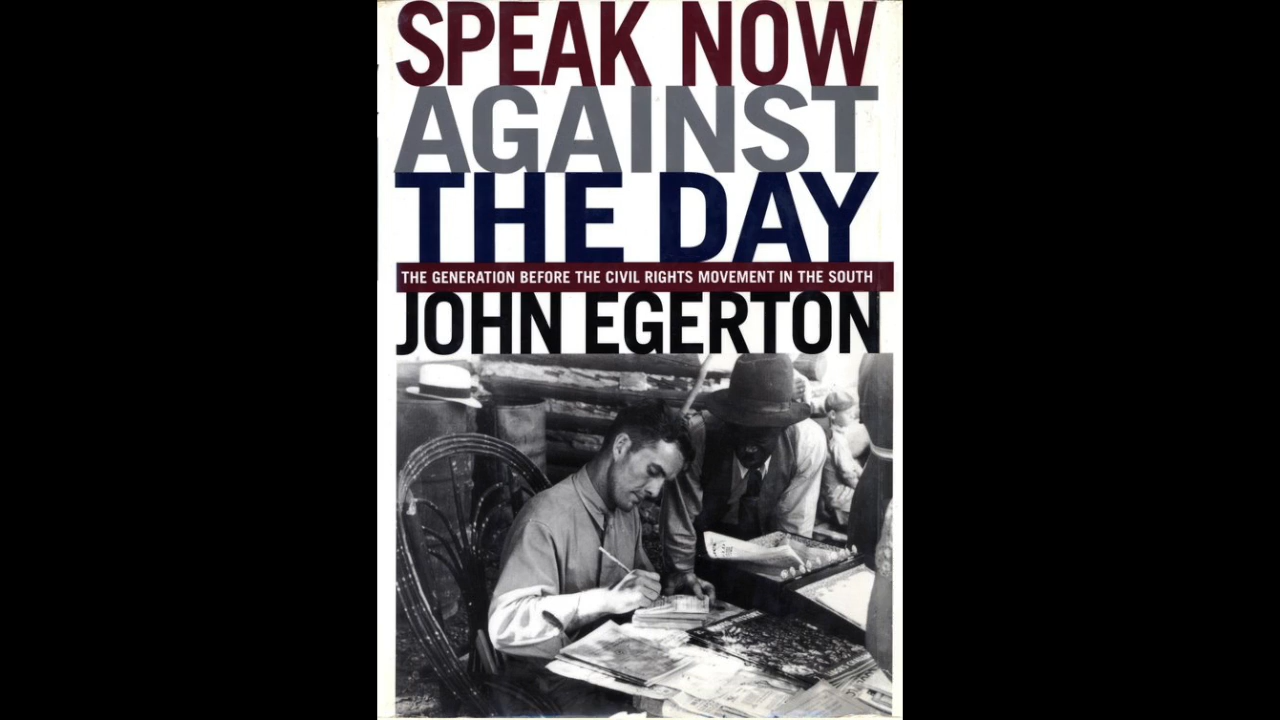 SPEAK NOW
AGAINST
THE DAY
THE GENERATION BEFORE THE CIVIL RIGHTS MOVEMENT IN THE SOUTH
JOHN EGERTON